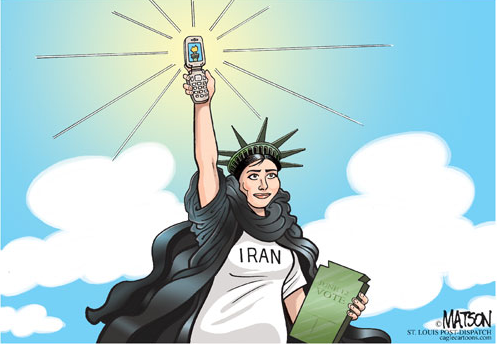 IRAN
VOTE
© MATSON
ST. LOUIS POST-DISPATCH
caglecartoons.com